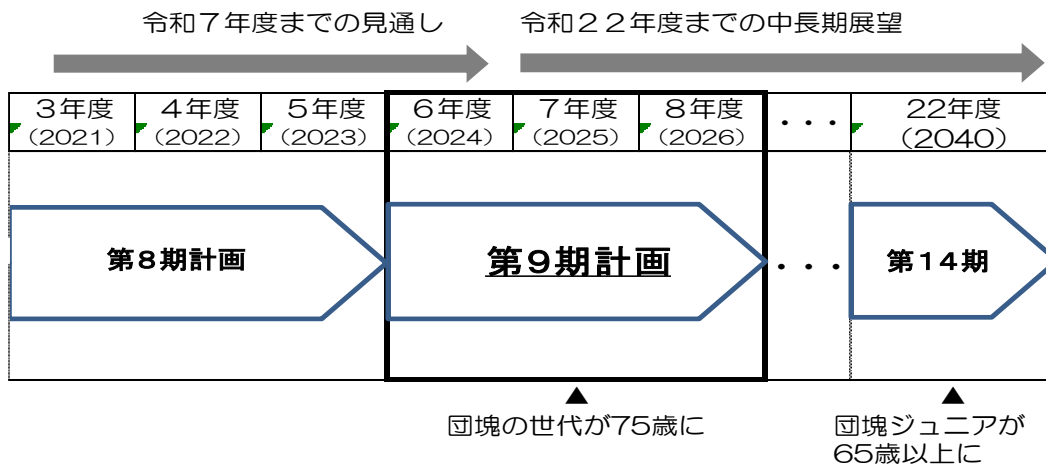 令和７年度までの見通し
令和２２年度までの中長期展望
３年度 ４年度 ５年度 ６年度 ７年度 ８年度 ・・・ 22年度
(2021) (2022) (2023) (2024) (2025) (2026) (2040)
第８期計画
第９期計画
・・・
第１４期
▲
団塊の世代が75歳に
▲
団塊ジュニアが
65歳以上に